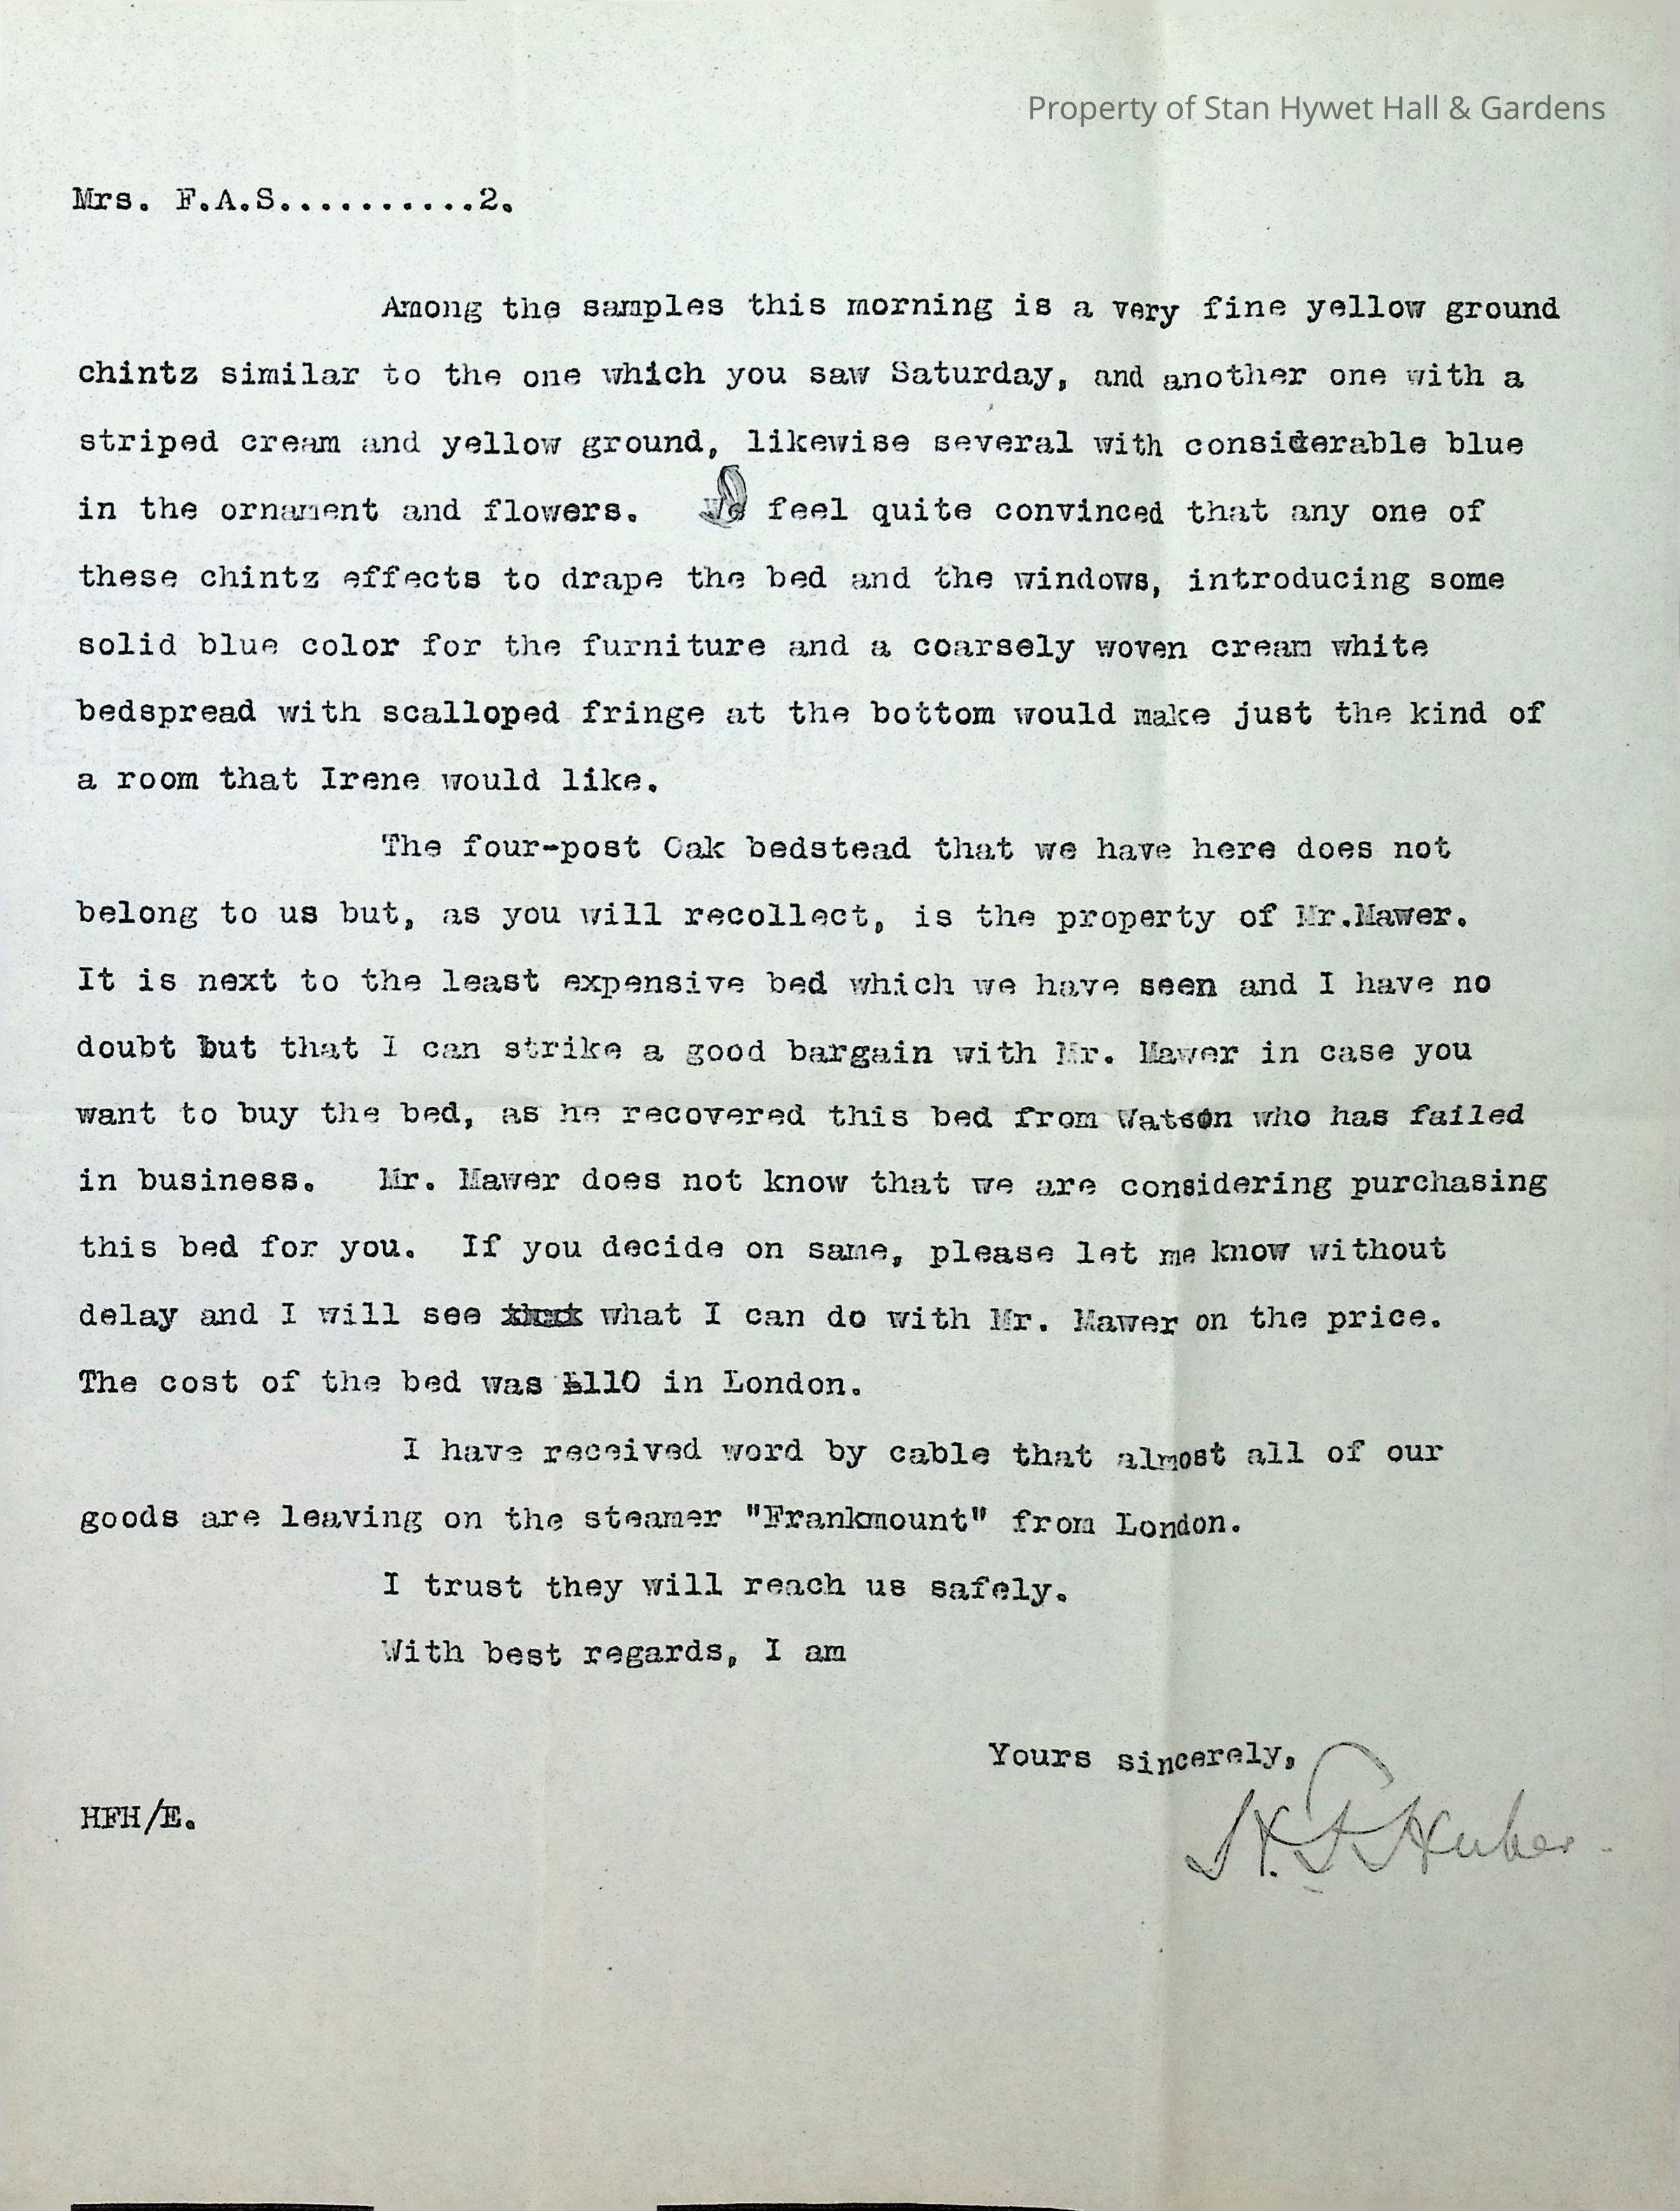 Property of Stan Hywet Hall & Gardens
Mrs. F.A.S..........2.
Among the samples this morning is a very fine yellow ground
chintz similar to the one which you saw Saturday, and another one with a
striped cream and yellow ground, likewise several with considerable blue
in the ornament and flowers. We feel quite convinced that any one of
these chintz effects to drape the bed and the windows, introducing some
solid blue color for the furniture and a coarsely woven cream white
bedspread with scalloped fringe at the bottom would make just the kind of
a room that Irene would like.
The four-post Oak bedstead that we have here does not
belong to us but, as you will recollect, is the property of Mr.Mawer.
It is next to the least expensive bed which we have seen and I have no
doubt but that I can strike a good bargain with Mr. Mawer in case you
want to buy the bed, as he recovered this bed from Watson who has failed
in business. Mr. Mawer does not know that we are considering purchasing
this bed for you. If you decide on same, please let me know without
delay and I will see what I can do with Mr. Mawer on the price.
The cost of the bed was £110 in London.
I have received word by cable that almost all of our
goods are leaving on the steamer "Frankmount" from London.
I trust they will reach us safely.
With best regards, I am
Yours sincerely,
HFH/E.
H.F. Huber.